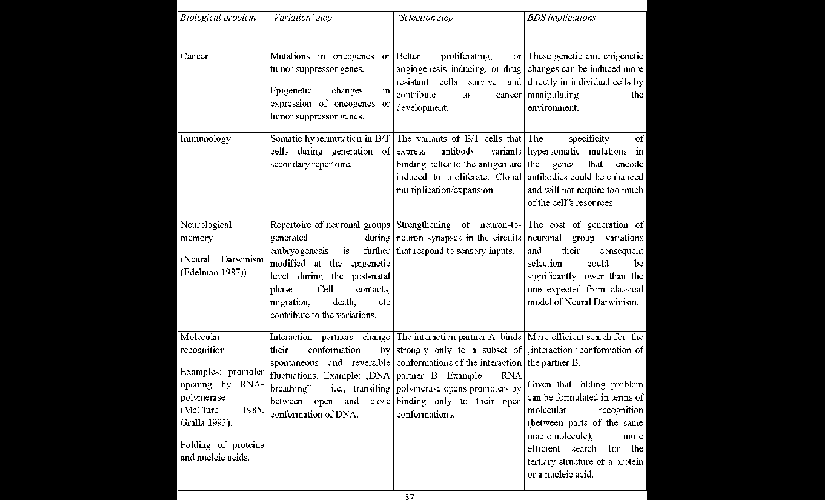 Biological problem 'Variation' step 'Selection step BDS implications
Cancer
Mutations in oncogenes or
tumor suppressor genes.
Epigenetic changes in
expression of oncogenes or
tumor suppressor genes.
Better proliferating, or
angiogenesis inducing, or drug
resistant cells survive and
contribute to cancer
development.
These genetic and epigenetic
changes can be induced more
directly in individual cells by
manipulating the
environment.
Immunology
Somatic hypermutation in B/T
cells during generation of
secondary repertoire.
The variants of B/T cells that
express antibody variants
binding better to the antigen are
induced to proliferate. Clonal
multiplication/expansion
The specificity of
hypersomatic mutations in
the genes that encode
antibodies could be enhanced
and will not require too much
of the cell's resources
Neurological
memory
(Neural Darwinism
(Edelman 1987))
Repertoire of neuronal groups
generated during
embryogenesis is further
modified at the epigenetic
level during the post-natal
phase. Cell contacts,
migration, death, etc
contribute to the variations.
Strengthening of neuron-to-
neuron synapses in the circuits
that respond to sensory inputs.
The cost of generation of
neuronal group variations
and their consequent
selection could be
significantly lower than the
one expected from classical
model of Neural Darwinism.
Molecular
recognition
Examples: promoter
opening by RNA-
polymerase
(McClure 1985,
Gralla 1993).
Folding of proteins
and nucleic acids.
Interaction partners change
their conformation by
spontaneous and reversible
fluctuations. Example: „DNA
breathing" i.e., transiting
between open and close
conformation of DNA.
The interaction partner A binds
strongly only to a subset of
conformations of the interaction
partner B. Example RNA
polymerase opens promoters by
binding only to their open
conformations.
More efficient search for the
„interaction conformation of
the partner B.
Given that folding problem
can be formulated in terms of
molecular recognition
(between parts of the same
macromolecule), more
efficient search for the
tertiary structure of a protein
or a nucleic acid.
37